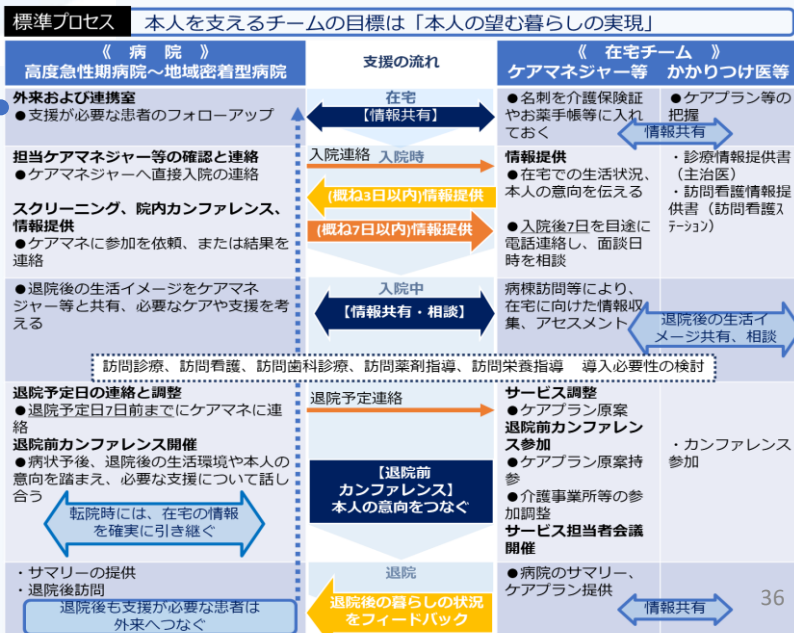 標準プロセス
本人を支えるチームの目標は「本人の望む暮らしの実現」
《 病 院 》
高度急性期病院～地域密着型病院
支援の流れ
《 在宅チーム 》
ケアマネジャー等 かかりつけ医等
外来および連携室
●支援が必要な患者のフォローアップ
在宅
【情報共有】
●名刺を介護保険証
やお薬手帳等に入れ
ておく
●ケアプラン等の
把握
情報共有
担当ケアマネジャー等の確認と連絡
●ケアマネジャーへ直接入院の連絡
スクリーニング、院内カンファレンス、
情報提供
●ケアマネに参加を依頼、または結果を
連絡
入院連絡 入院時
(概ね3日以内)情報提供
(概ね7日以内)情報提供
情報提供
●在宅での生活状況、
本人の意向を伝える
●入院後7日を目途に
電話連絡し、面談日
時を相談
・診療情報提供書
（主治医）
・訪問看護情報提
供書（訪問看護ス
テーション）
●退院後の生活イメージをケアマネ
ジャー等と共有、必要なケアや支援を考
える
入院中
【情報共有・相談】
病棟訪問等により、
在宅に向けた情報収
集、アセスメント
退院後の生活イ
メージ共有、相談
訪問診療、訪問看護、訪問歯科診療、訪問薬剤指導、訪問栄養指導 導入必要性の検討
退院予定日の連絡と調整
●退院予定日7日前までにケアマネに連
絡
退院前カンファレンス開催
●病状予後、退院後の生活環境や本人の
意向を踏まえ、必要な支援について話し
合う
転院時には、在宅の情報
を確実に引き継ぐ
退院予定連絡
【退院前
カンファレンス】
本人の意向をつなぐ
サービス調整
●ケアプラン原案
退院前カンファレン
ス参加
●ケアプラン原案持
参
●介護事業所等の参
加調整
サービス担当者会議
開催
・カンファレンス
参加
・サマリーの提供
・退院後訪問
退院後も支援が必要な患者は
外来へつなぐ
退院
退院後の暮らしの状況
をフィードバック
●病院のサマリー、
ケアプラン提供
情報共有
36